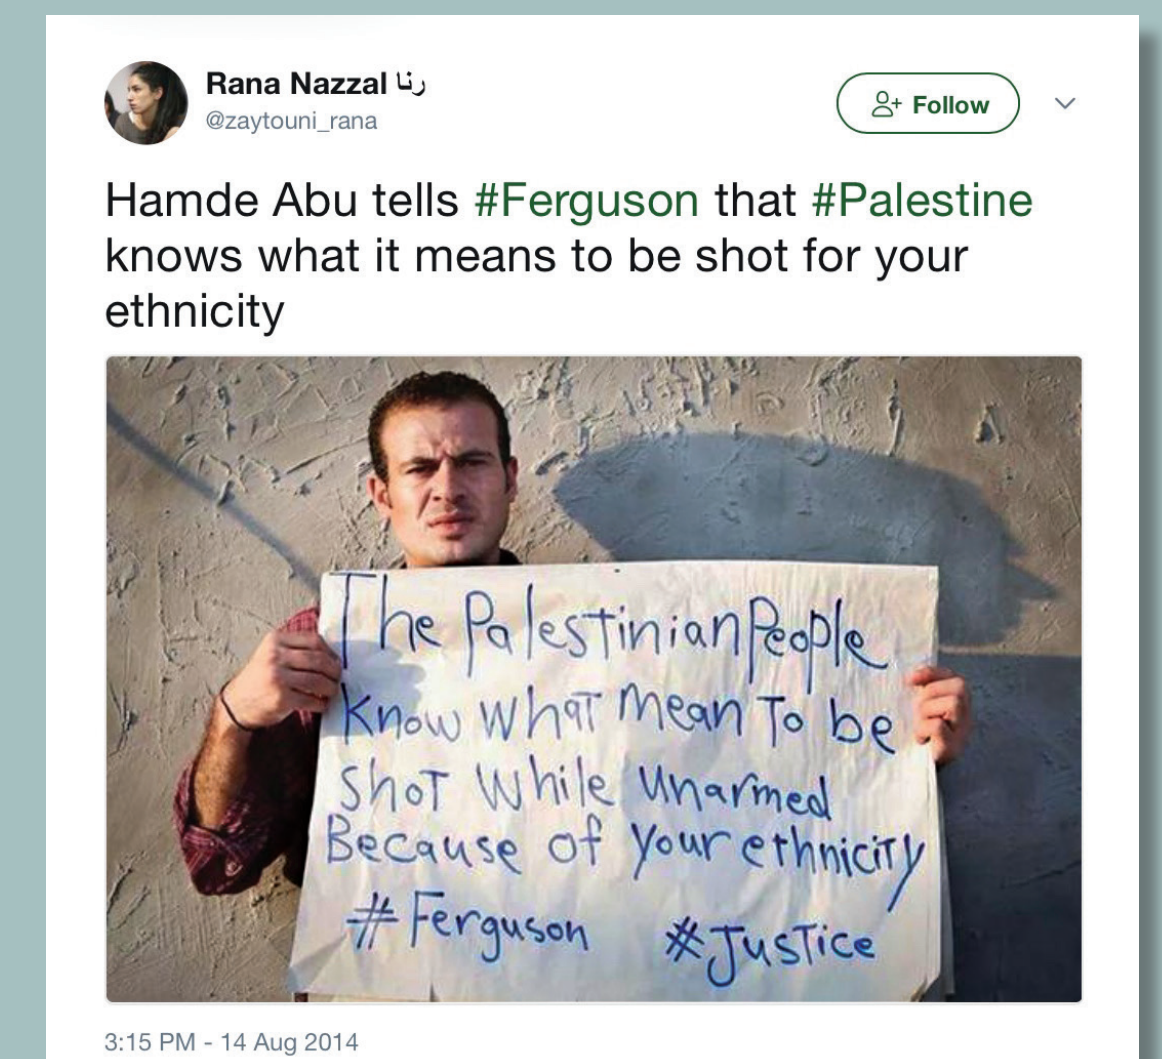 Rana Nazzal رنا
@zaytouni_rana
Follow
Hamde Abu tells #Ferguson that #Palestine
knows what it means to be shot for your
ethnicity
The Palestinian People
Know What mean To be
Shot While Unarmed
Because of Your ethnicity
#Ferguson #Justice
3:15 PM - 14 Aug 2014